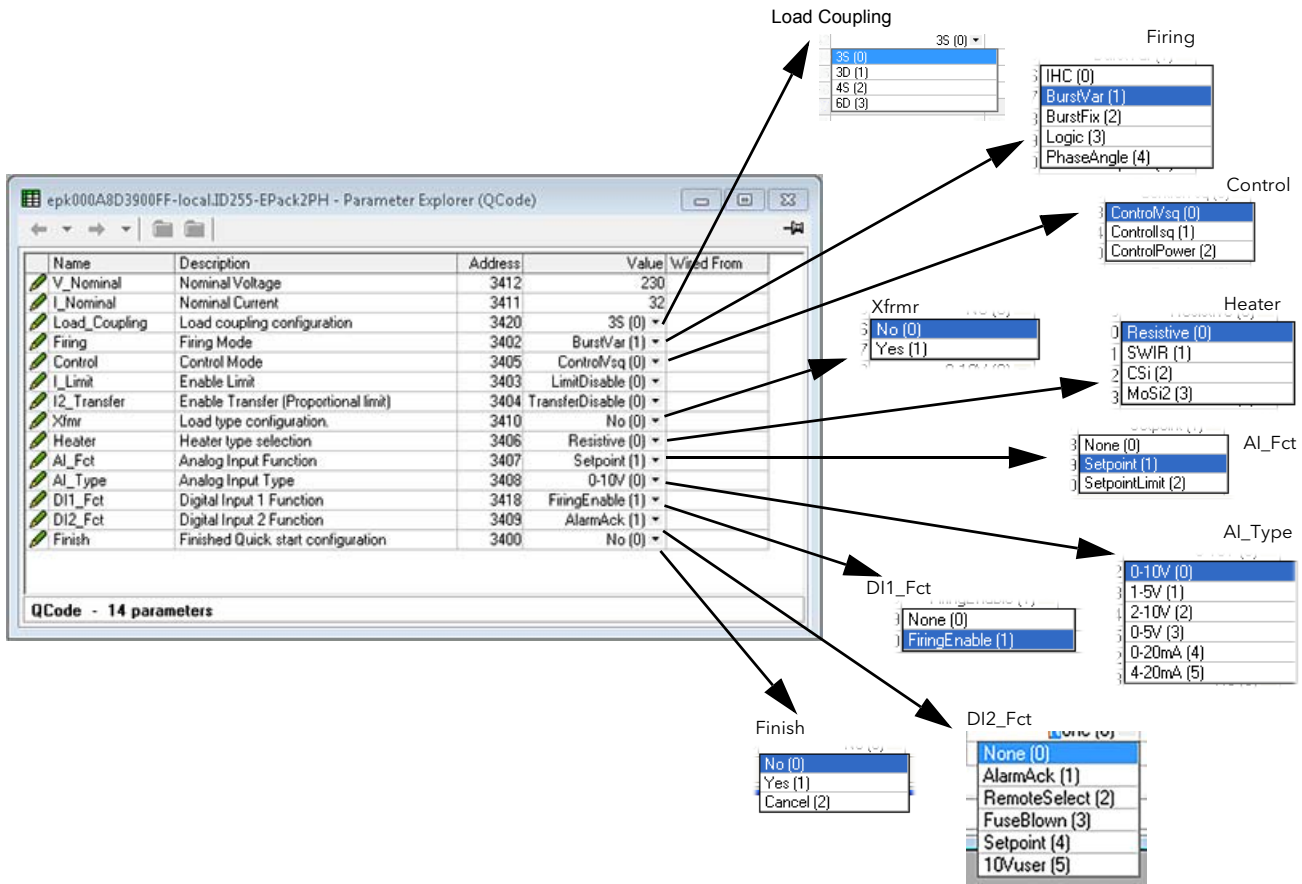 Load Coupling
3S (0)
3S (0)
3D (1)
4S (2)
6D (3)
Firing
IHC (0)
BurstVar (1)
BurstFix (2)
Logic (3)
PhaseAngle (4)
Control
ControlVsq (0)
ControlIsq (1)
ControlPower (2)
epk000A8D3900FF-local.ID255-EPack2PH - Parameter Explorer (QCode)
Name Description Address Value Wired From
V_Nominal Nominal Voltage 3412 230
I_Nominal Nominal Current 3411 32
Load_Coupling Load coupling configuration 3420 3S (0)
Firing Firing Mode 3402 BurstVar (1)
Control Control Mode 3405 ControlVsq (0)
I_Limit Enable Limit 3403 LimitDisable (0)
I2_Transfer Enable Transfer (Proportional limit) 3404 TransferDisable (0)
Xfmr Load type configuration. 3410 No (0)
Heater Heater type selection 3406 Resistive (0)
AI_Fct Analog Input Function 3407 Setpoint (1)
AI_Type Analog Input Type 3408 0-10V (0)
DI1_Fct Digital Input 1 Function 3418 FiringEnable (1)
DI2_Fct Digital Input 2 Function 3409 AlarmAck (1)
Finish Finished Quick start configuration 3400 No (0)
QCode - 14 parameters
Xfrmr
No (0)
Yes (1)
Heater
Resistive (0)
SWIR (1)
CSi (2)
MoSi2 (3)
AI_Fct
None (0)
Setpoint (1)
SetpointLimit (2)
AI_Type
0-10V (0)
1-5V (1)
2-10V (2)
0-5V (3)
0-20mA (4)
4-20mA (5)
DI1_Fct
None (0)
FiringEnable (1)
DI2_Fct
None (0)
AlarmAck (1)
RemoteSelect (2)
FuseBlown (3)
Setpoint (4)
10Vuser (5)
Finish
No (0)
Yes (1)
Cancel (2)